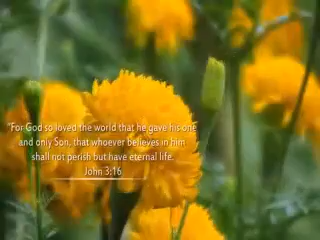 "For God so loved the world that he gave his one
and only Son, that whoever believes in him
shall not perish but have eternal life.
John 3:16